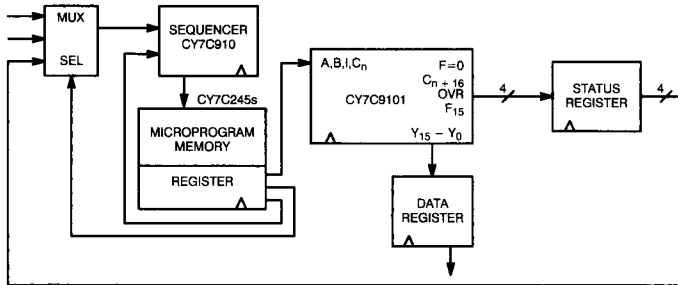 MUX
SEL
SEQUENCER
CY7C910
CY7C245s
MICROPROGRAM
MEMORY
REGISTER
A,B,I,Cn
CY7C9101
F=0
Cn + 16
OVR
F15
Y15 – Y0
4
STATUS
REGISTER
4
DATA
REGISTER